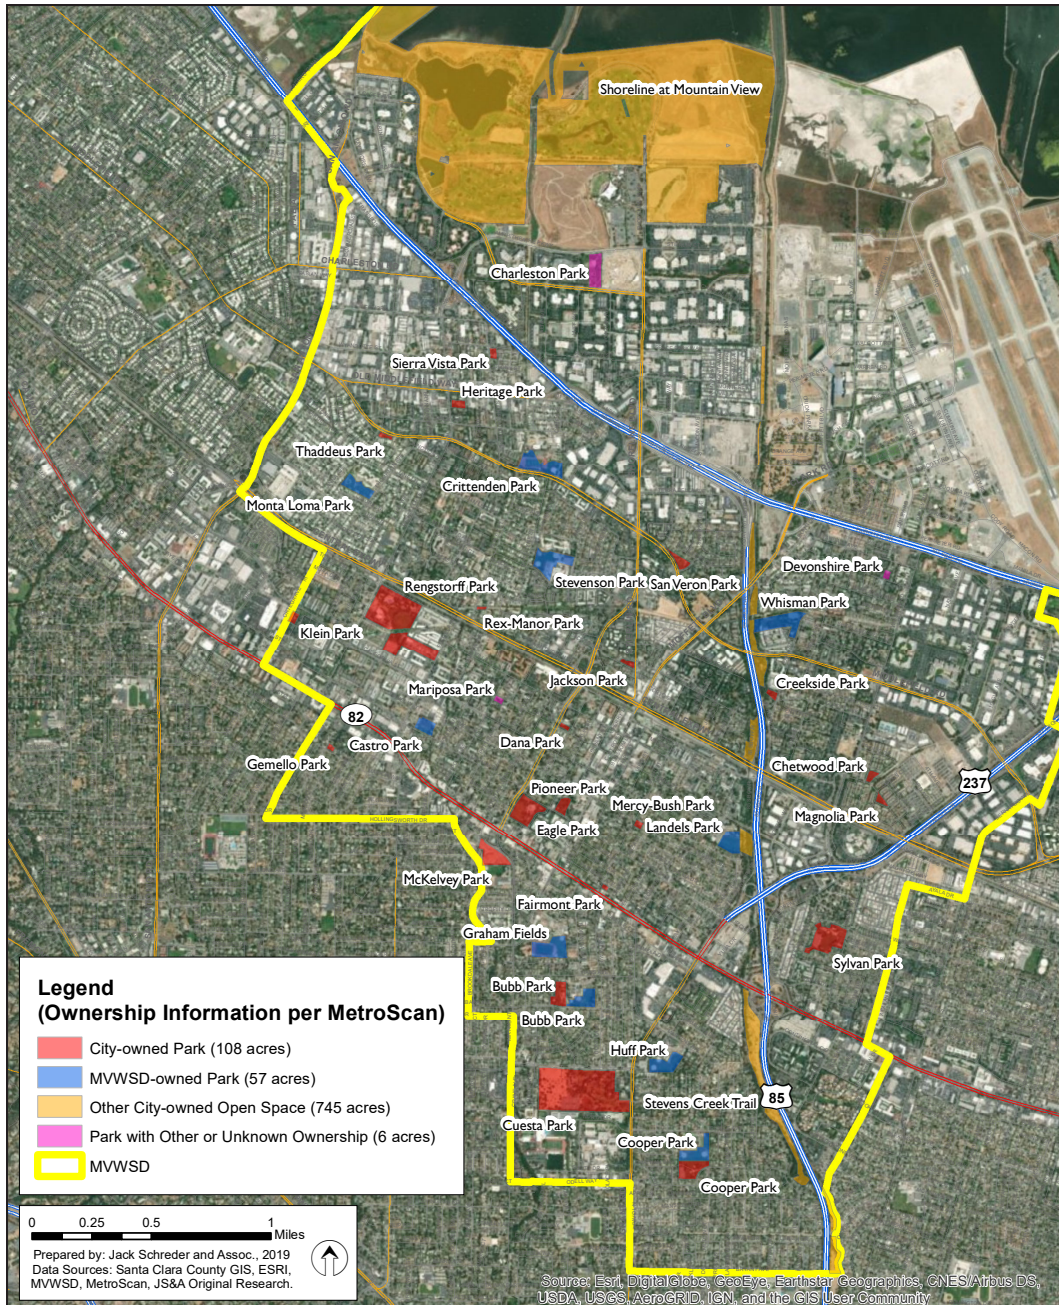 Shoreline at Mountain View
CHARLESTON
Charleston Park
Sierra Vista Park
Heritage Park
Thaddeus Park
Crittenden Park
Monta Loma Park
Devonshire Park
Stevenson Park
San Veron Park
Rengstorff Park
Whisman Park
Rex-Manor Park
Klein Park
Jackson Park
Creekside Park
Mariposa Park
82
Castro Park
Dana Park
Gemello Park
Chetwood Park
237
Pioneer Park
Mercy-Bush Park
Magnolia Park
HOLLINGSWORTH DR
Eagle Park
Landels Park
McKelvey Park
AYALA DR
Fairmont Park
Graham Fields
Sylvan Park
Bubb Park
Bubb Park
Huff Park
85
Stevens Creek Trail
Cuesta Park
Cooper Park
ODELL WAY
Cooper Park
Legend
(Ownership Information per MetroScan)
City-owned Park (108 acres)
MVWSD-owned Park (57 acres)
Other City-owned Open Space (745 acres)
Park with Other or Unknown Ownership (6 acres)
MVWSD
0 0.25 0.5 1
Miles
Prepared by: Jack Schreder and Assoc., 2019
Data Sources: Santa Clara County GIS, ESRI,
MVWSD, MetroScan, JS&A Original Research.
Source: Esri, DigitalGlobe, GeoEye, Earthstar Geographics, CNES/Airbus DS,
USDA, USGS, AeroGRID, IGN, and the GIS User Community